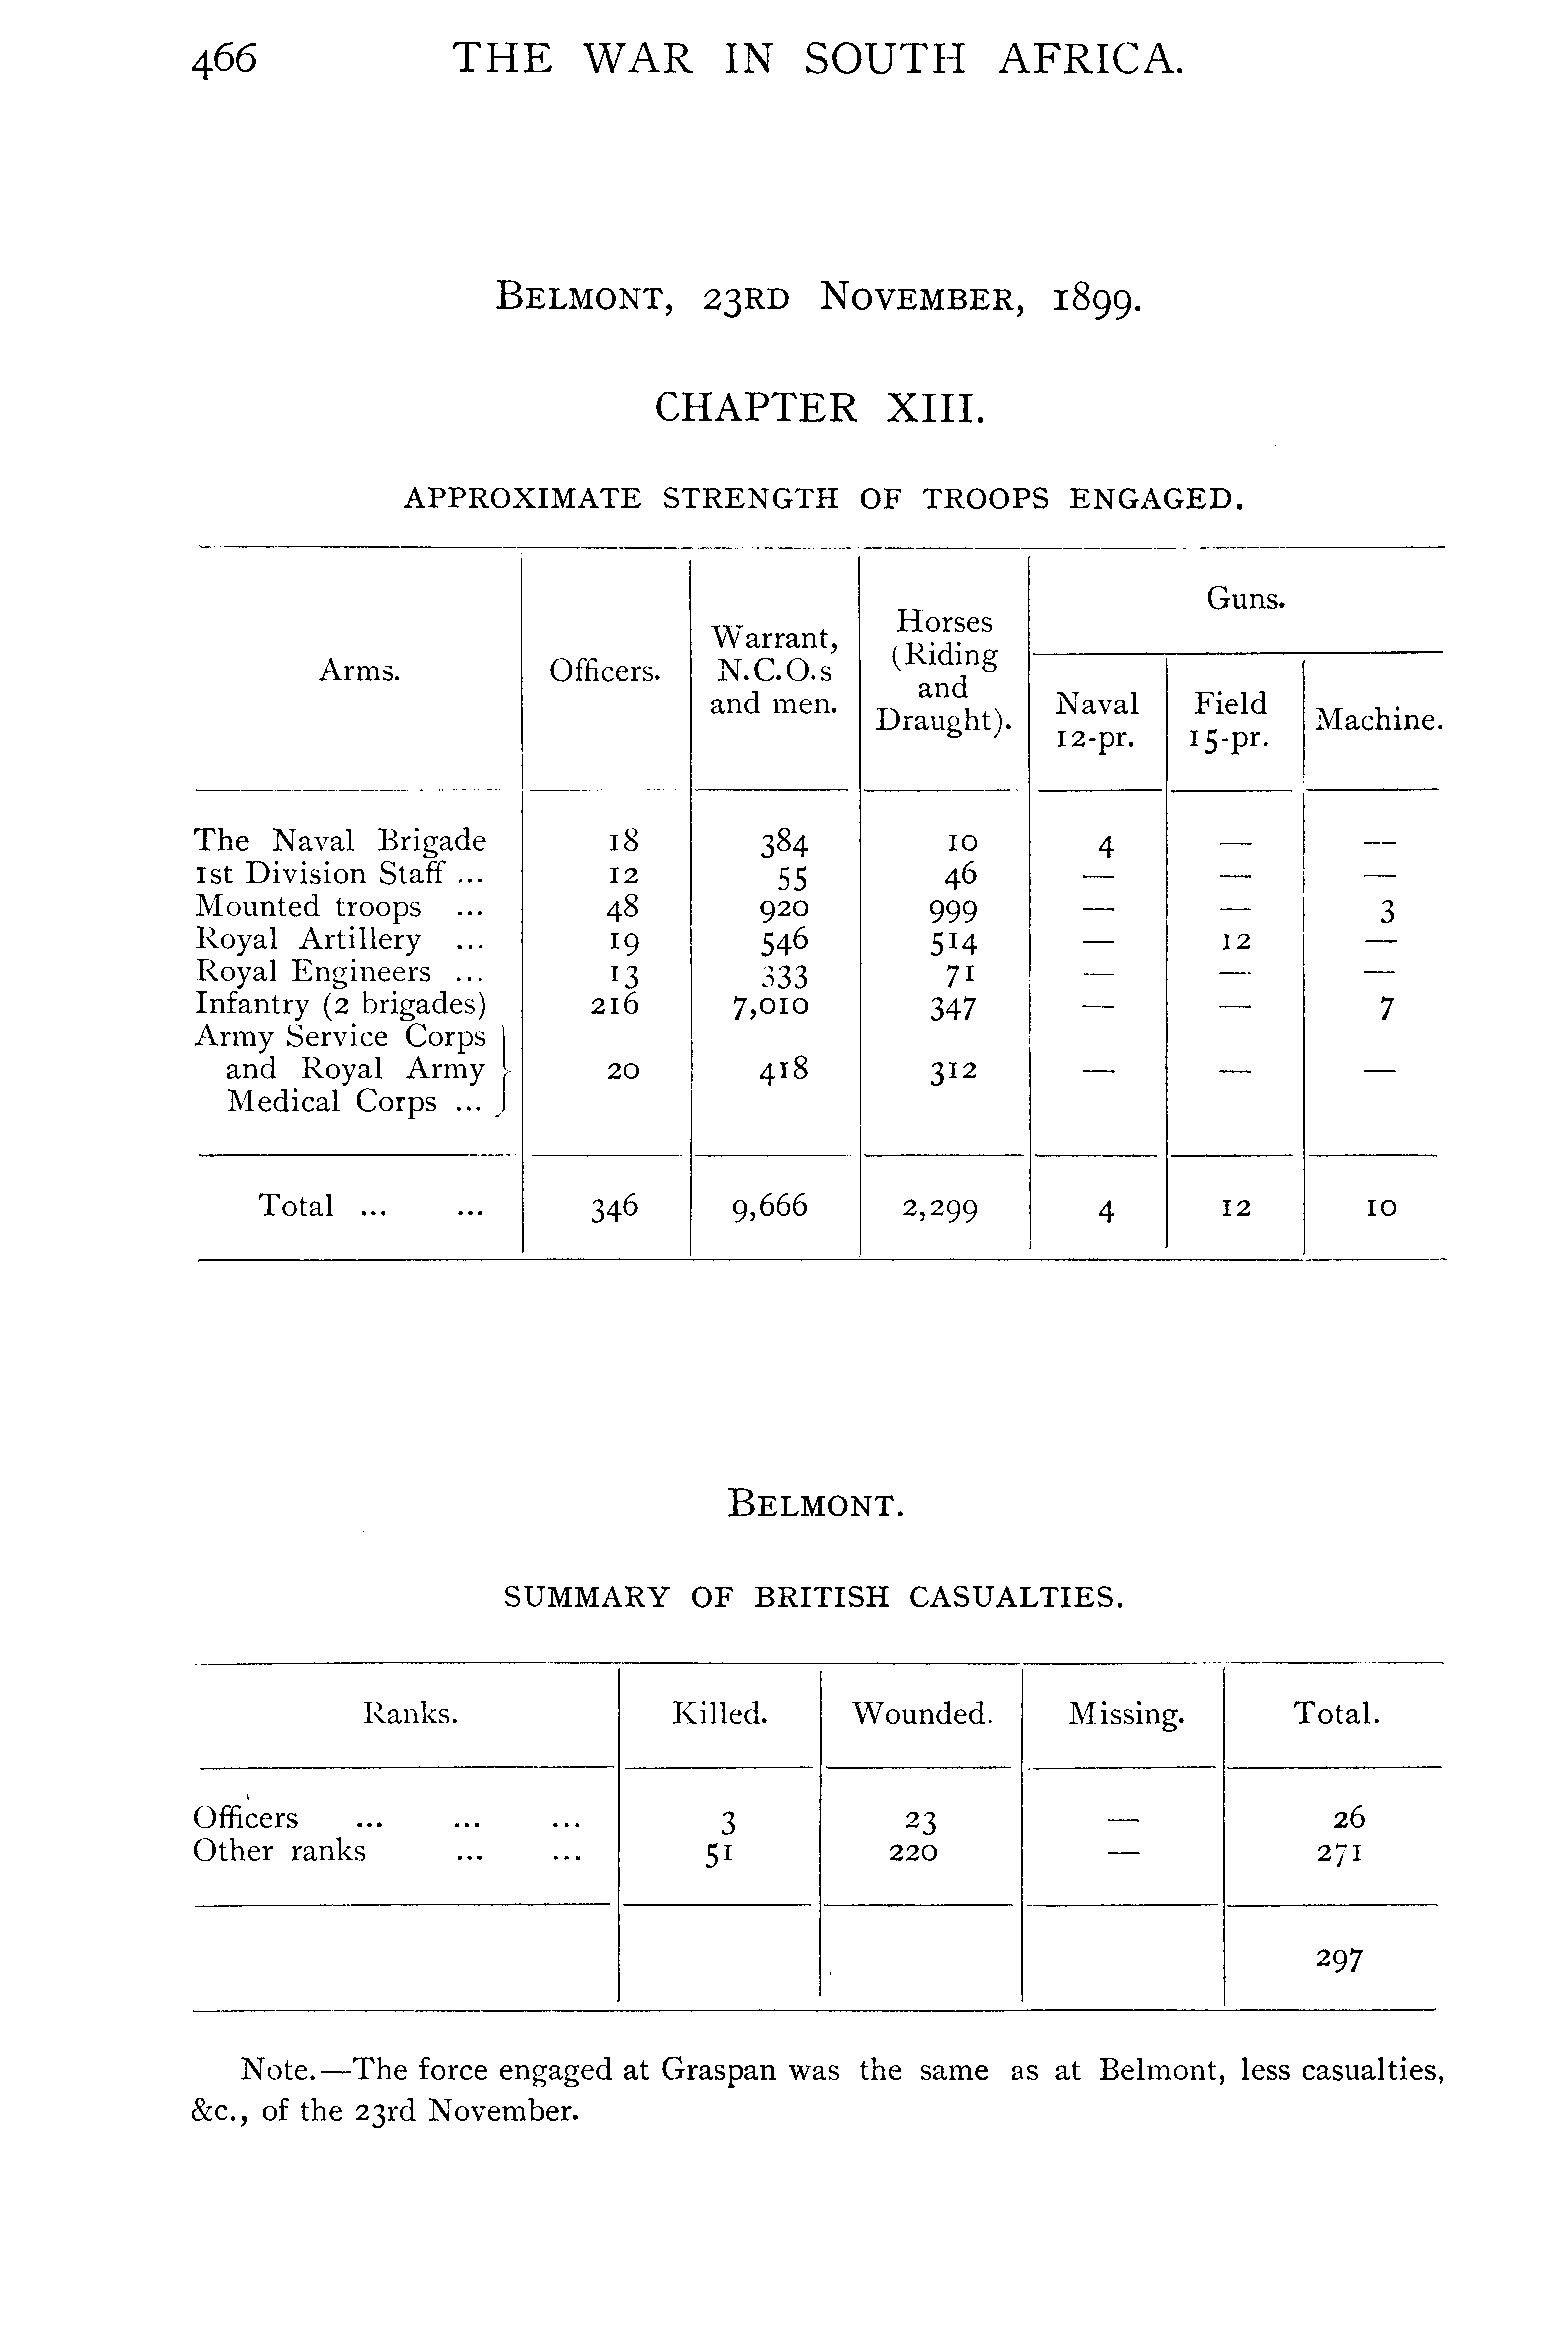 466 THE WAR IN SOUTH AFRICA.
BELMONT, 23RD NOVEMBER, 1899.
CHAPTER XIII.
APPROXIMATE STRENGTH OF TROOPS ENGAGED.
Arms. Officers. Warrant, N.C.O.s and men. Horses (Riding and Draught). Guns.
Naval 12-pr. Field 15-pr. Machine.
The Naval Brigade 18 384 10 4 — —
1st Division Staff ... 12 55 46 — — —
Mounted troops ... 48 920 999 — — 3
Royal Artillery ... 19 546 514 — 12 —
Royal Engineers ... 13 333 71 — — —
Infantry (2 brigades) 216 7,010 347 — — 7
Army Service Corps
and Royal Army 20 418 312 — — —
Medical Corps ...
Total ... ... 346 9,666 2,299 4 12 10
BELMONT.
SUMMARY OF BRITISH CASUALTIES.
Ranks. Killed. Wounded. Missing. Total.
Officers ... ... ... 3 23 — 26
Other ranks ... ... 51 220 — 271
297
Note.—The force engaged at Graspan was the same as at Belmont, less casualties,
&c., of the 23rd November.